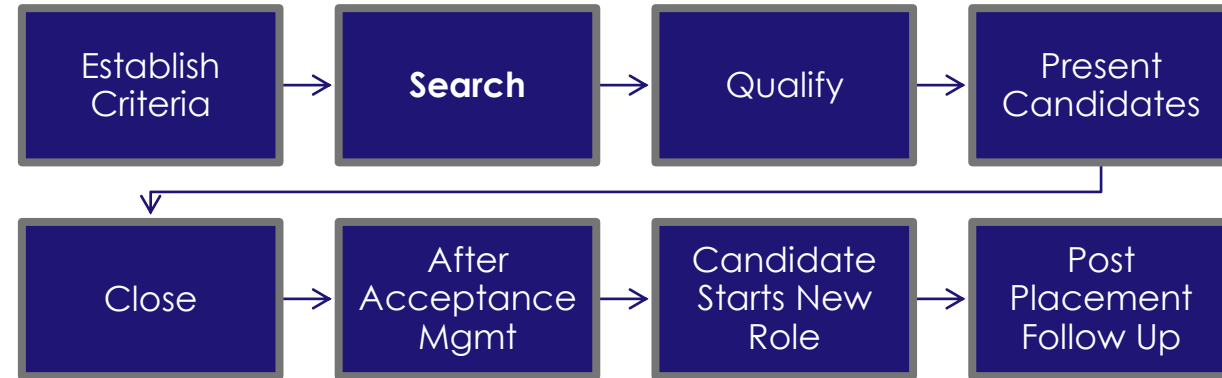 Establish
Criteria
Search
Qualify
Present
Candidates
Close
After
Acceptance
Mgmt
Candidate
Starts New
Role
Post
Placement
Follow Up